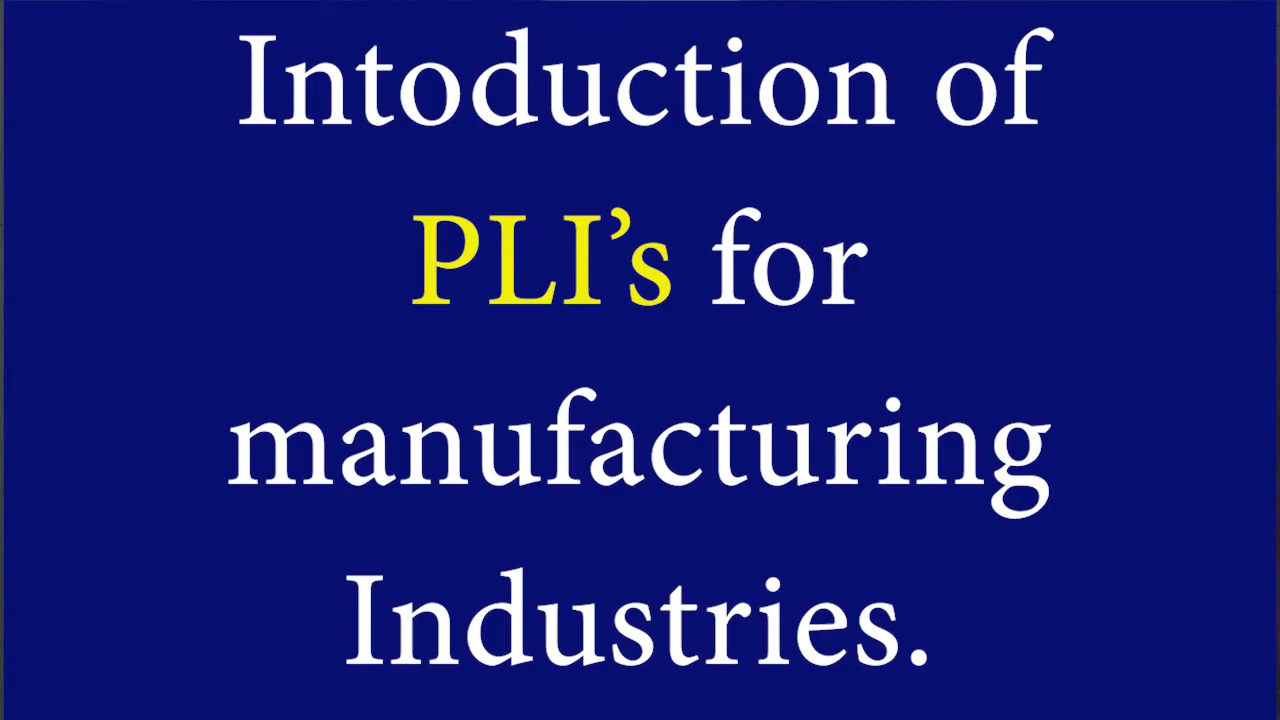 Intoduction of
PLI’s for
manufacturing
Industries.